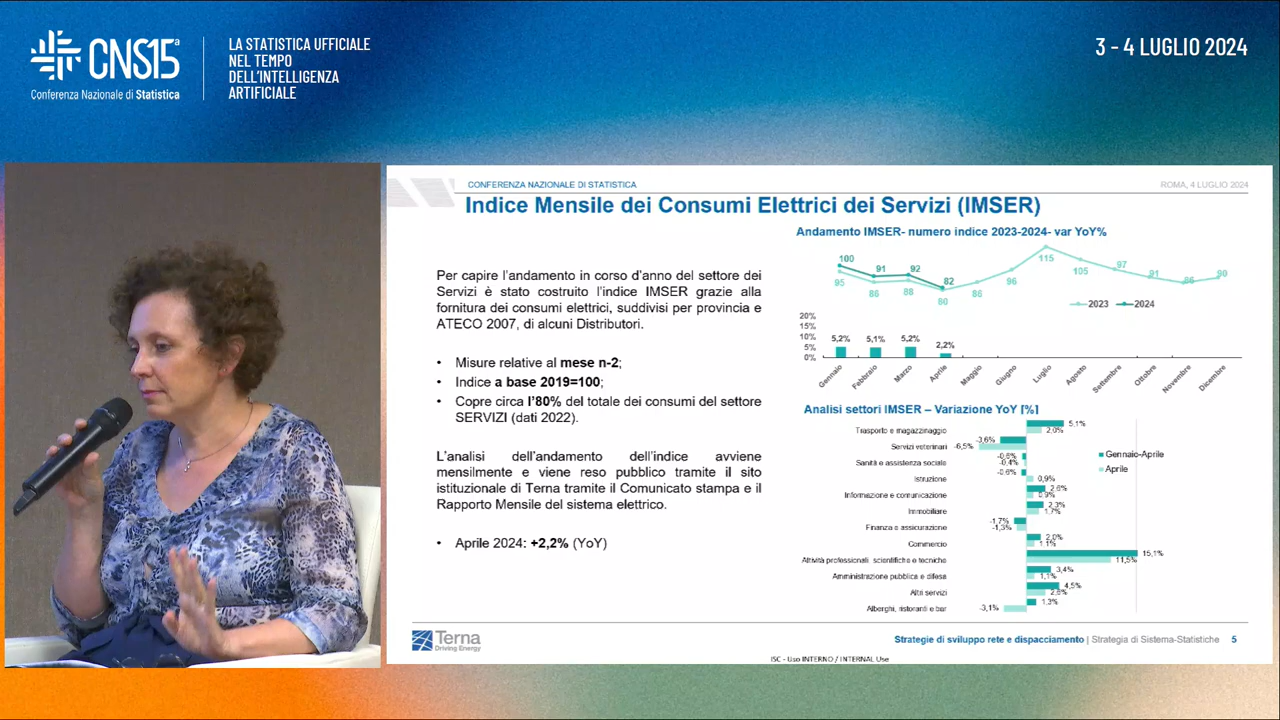 CNS15ª
Conferenza Nazionale di Statistica
LA STATISTICA UFFICIALE
NEL TEMPO
DELL'INTELLIGENZA
ARTIFICIALE
3 - 4 LUGLIO 2024
CONFERENZA NAZIONALE DI STATISTICA
ROMA, 4 LUGLIO 2024
Indice Mensile dei Consumi Elettrici dei Servizi (IMSER)
Per capire l'andamento in corso d'anno del settore dei
Servizi è stato costruito l'indice IMSER grazie alla
fornitura dei consumi elettrici, suddivisi per provincia e
ATECO 2007, di alcuni Distributori.
• Misure relative al mese n-2;
• Indice a base 2019=100;
• Copre circa l'80% del totale dei consumi del settore
SERVIZI (dati 2022).
L'analisi dell'andamento dell'indice avviene
mensilmente e viene reso pubblico tramite il sito
istituzionale di Terna tramite il Comunicato stampa e il
Rapporto Mensile del sistema elettrico.
• Aprile 2024: +2,2% (YoY)
Andamento IMSER- numero indice 2023-2024- var YoY%
100 91 92 82
95 86 88 80 86 96 115 105 97 91 86 90
2023 2024
20%
15%
10%
5%
0%
5,2% 5,1% 5,2% 2,2%
Gennaio Febbraio Marzo Aprile Maggio Giugno Luglio Agosto Settembre Ottobre Novembre Dicembre
Analisi settori IMSER – Variazione YoY [%]
Gennaio-Aprile
Aprile
Trasporto e magazzinaggio 5,1% 2,0%
Servizi veterinari -3,6% -6,5%
Sanità e assistenza sociale -0,6% -0,4%
Istruzione -0,6% 0,9%
Informazione e comunicazione 2,6% 0,9%
Immobiliare 2,3% 1,7%
Finanza e assicurazione -1,7% -1,3%
Commercio 2,0% 1,1%
Attività professionali, scientifiche e tecniche 15,1% 11,5%
Amministrazione pubblica e difesa 3,4% 1,1%
Altri servizi 4,5% 2,6%
Alberghi, ristoranti e bar 1,3% -3,1%
Terna
Driving Energy
Strategie di sviluppo rete e dispacciamento | Strategia di Sistema-Statistiche 5
ISC - Uso INTERNO / INTERNAL Use